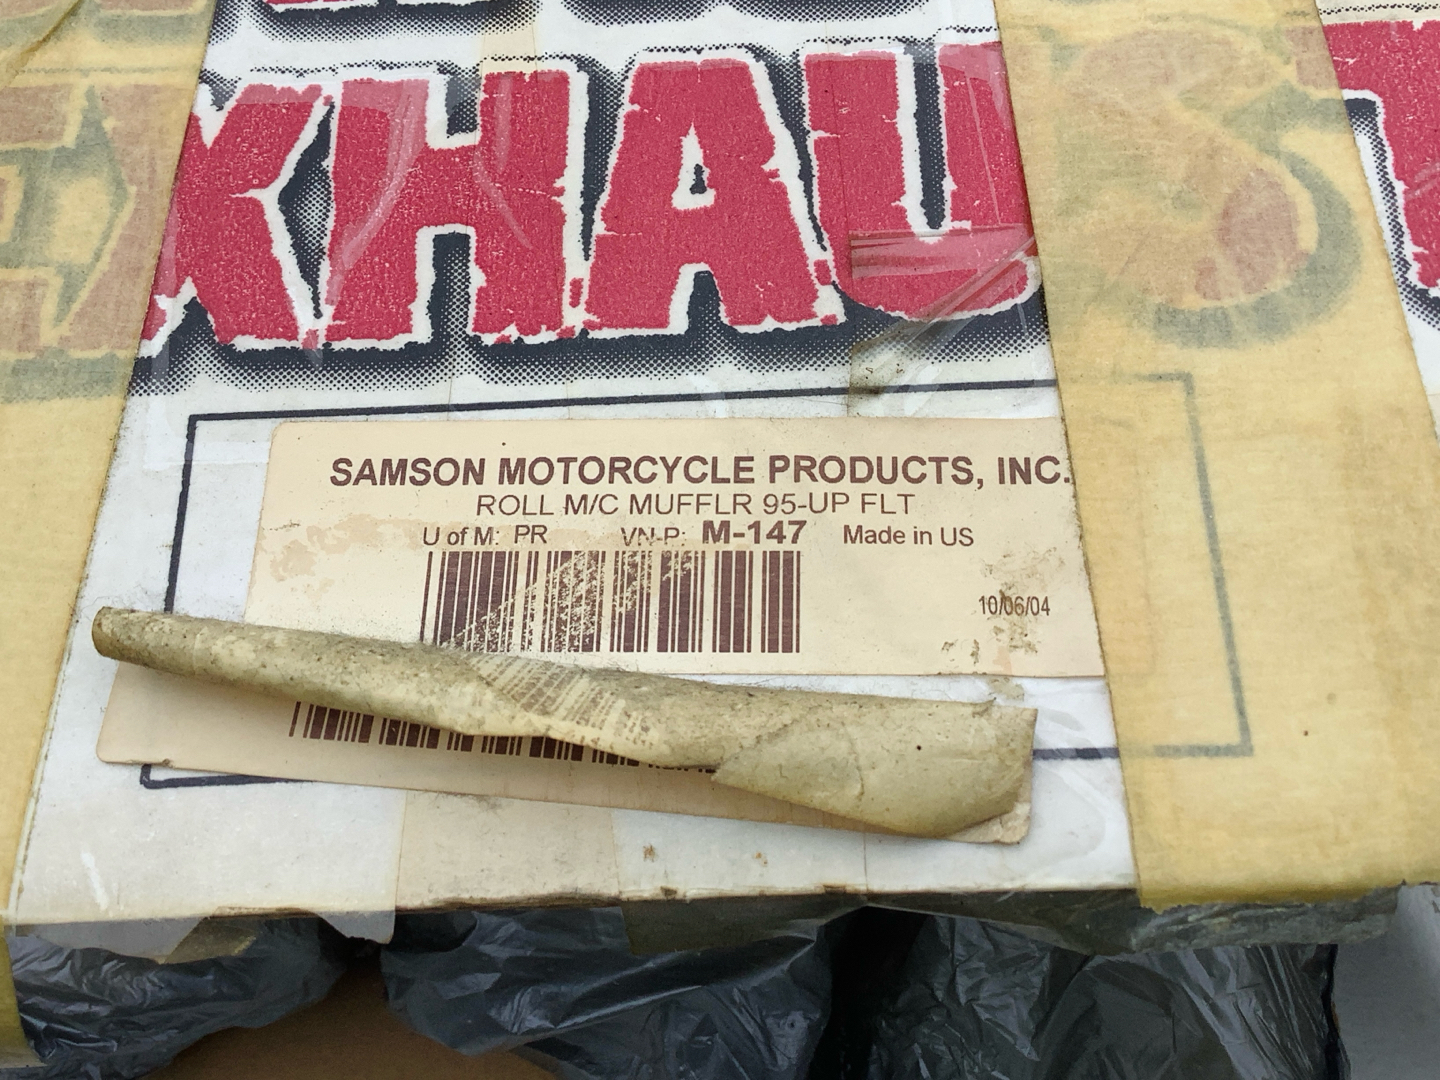 EXHAUST
SAMSON MOTORCYCLE PRODUCTS, INC.
ROLL M/C MUFFLR 95-UP FLT
U of M: PR VN-P: M-147 Made in US
10/06/04